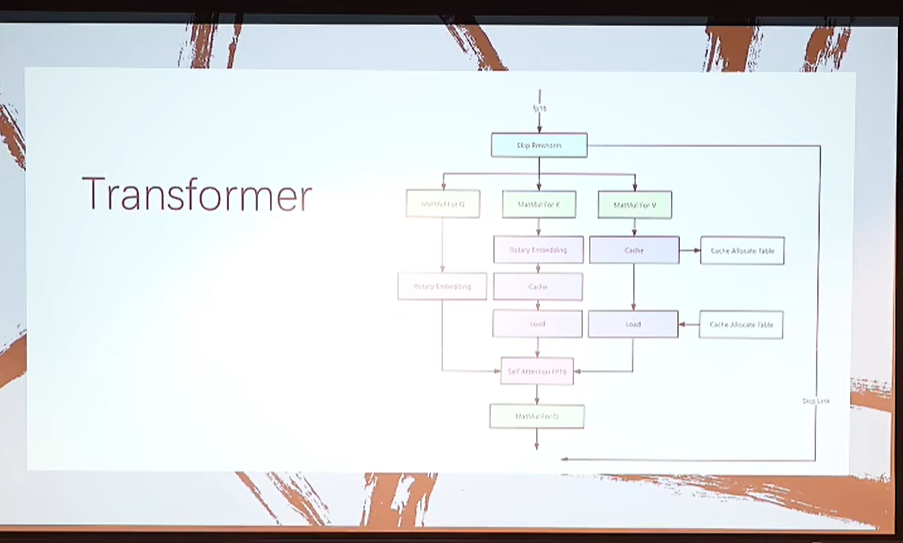 Transformer
fp16
Skip Rmsnorm
MatMul For Q
MatMul For K
MatMul For V
Rotary Embedding
Cache
Cache Allocate Table
Rotary Embedding
Cache
Load
Load
Cache Allocate Table
Self Attention FP16
MatMul For O
Skip Link